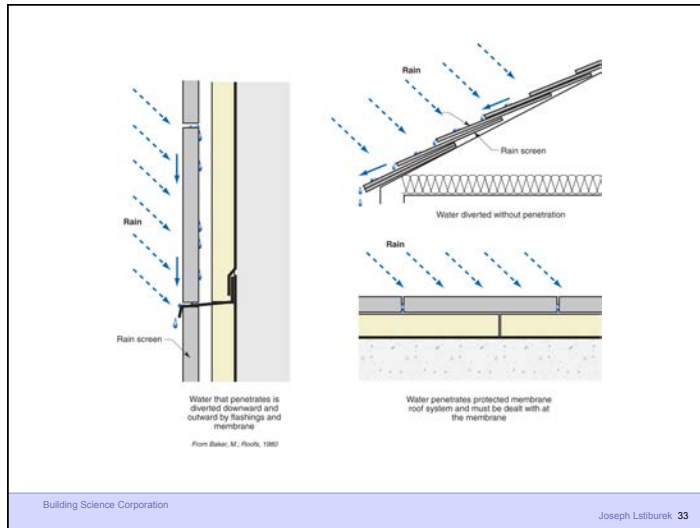 Rain
Rain screen
Water that penetrates is
diverted downward and
outward by flashings and
membrane
From Baker, M.; Roofs, 1980
Rain
Rain screen
Water diverted without penetration
Rain
Water penetrates protected membrane
roof system and must be dealt with at
the membrane
Building Science Corporation
Joseph Lstiburek 33